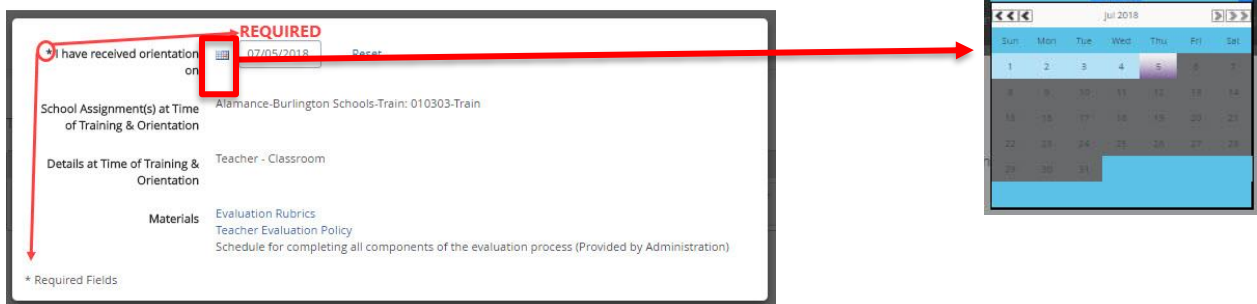 REQUIRED
* I have received orientation on
07/05/2018 Reset
School Assignment(s) at Time of Training & Orientation
Alamance-Burlington Schools-Train: 010303-Train
Details at Time of Training & Orientation
Teacher - Classroom
Materials
Evaluation Rubrics
Teacher Evaluation Policy
Schedule for completing all components of the evaluation process (Provided by Administration)
* Required Fields
Jul 2018
Sun Mon Tue Wed Thu Fri Sat
1 2 3 4 5 6 7
8 9 10 11 12 13 14
15 16 17 18 19 20 21
22 23 24 25 26 27 28
29 30 31